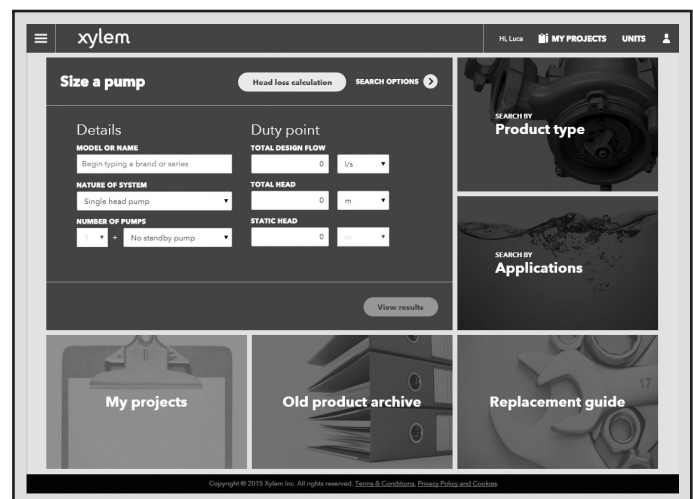 xylem
Hi, Luca
MY PROJECTS
UNITS
Size a pump
Head loss calculation
SEARCH OPTIONS
Details
MODEL OR NAME
Begin typing a brand or series
NATURE OF SYSTEM
Single head pump
NUMBER OF PUMPS
1 + No standby pump
Duty point
TOTAL DESIGN FLOW
0 l/s
TOTAL HEAD
0 m
STATIC HEAD
0 m
View results
SEARCH BY
Product type
SEARCH BY
Applications
My projects
Old product archive
Replacement guide
17
Copyright © 2015 Xylem Inc. All rights reserved. Terms & Conditions, Privacy Policy and Cookies